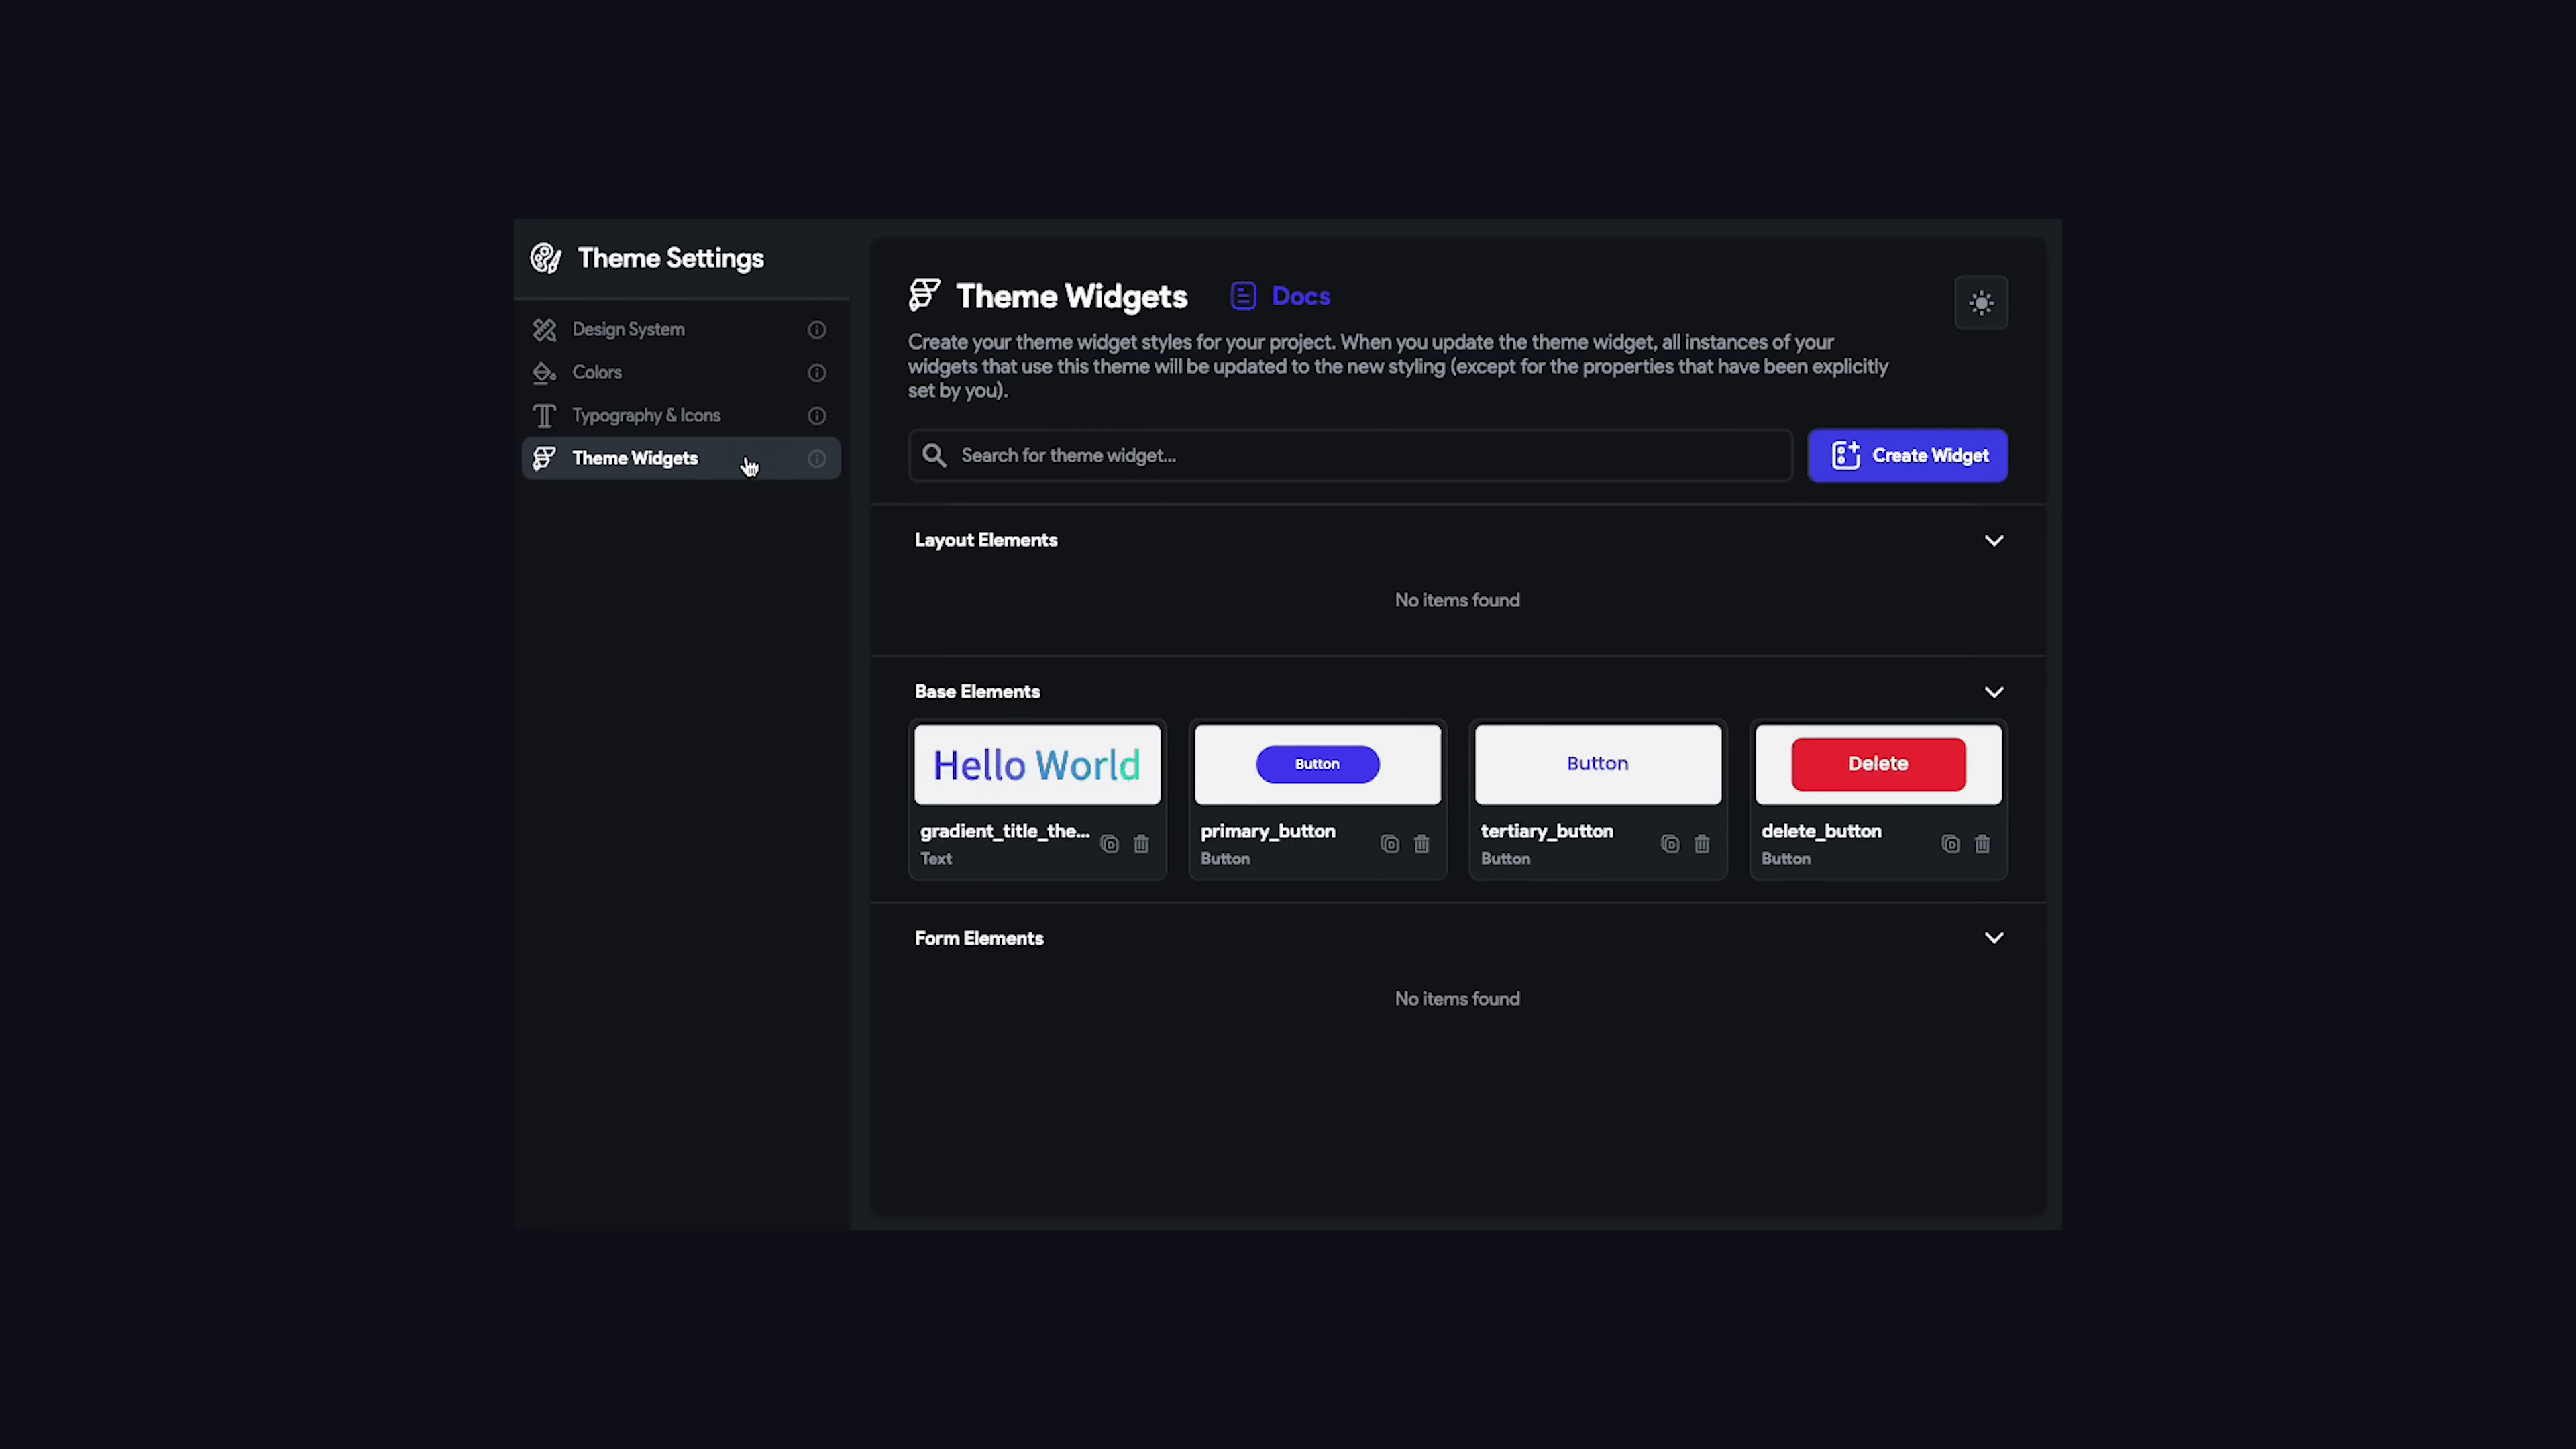 Theme Settings
Design System
Colors
Typography & Icons
Theme Widgets
Theme Widgets
Docs
Create your theme widget styles for your project. When you update the theme widget, all instances of your
widgets that use this theme will be updated to the new styling (except for the properties that have been explicitly
set by you).
Search for theme widget...
Create Widget
Layout Elements
No items found
Base Elements
Hello World
gradient_title_the...
Text
Button
primary_button
Button
Button
tertiary_button
Button
Delete
delete_button
Button
Form Elements
No items found